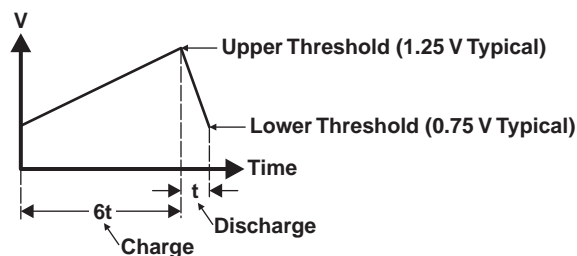 V
Upper Threshold (1.25 V Typical)
Lower Threshold (0.75 V Typical)
Time
t
6t
Discharge
Charge